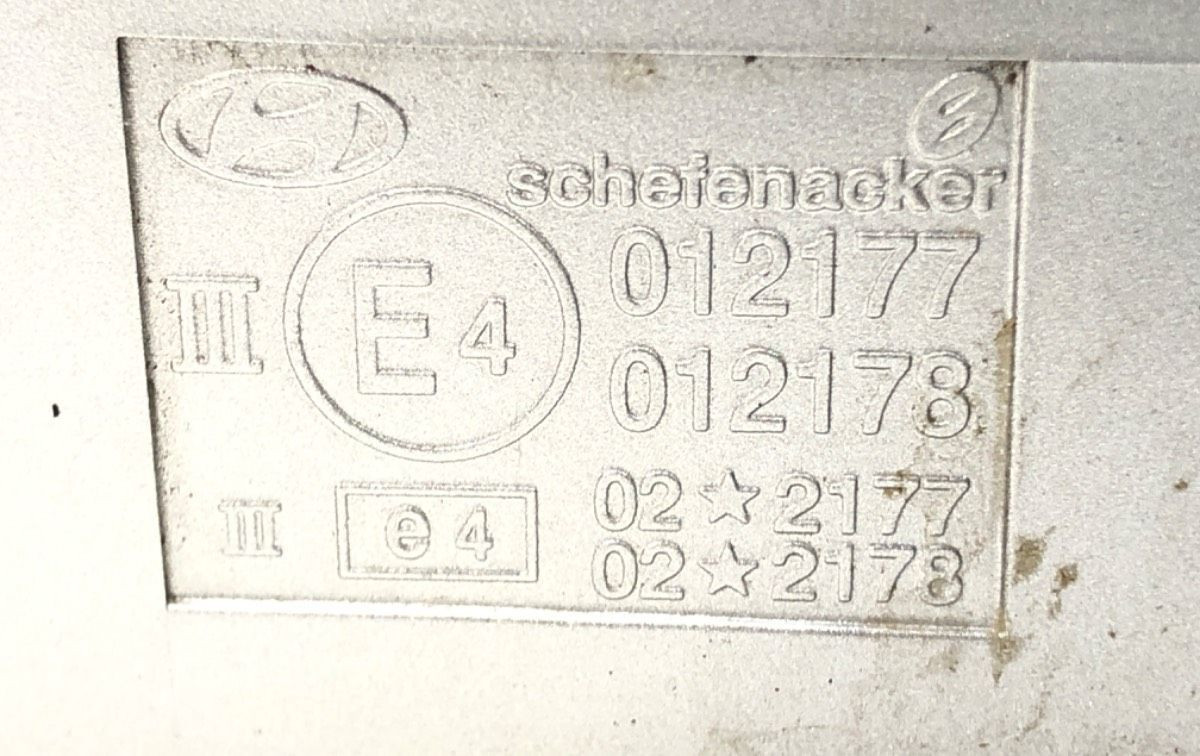 schefenacker
III E4 012177
012178
III e4 02☆2177
02☆2178